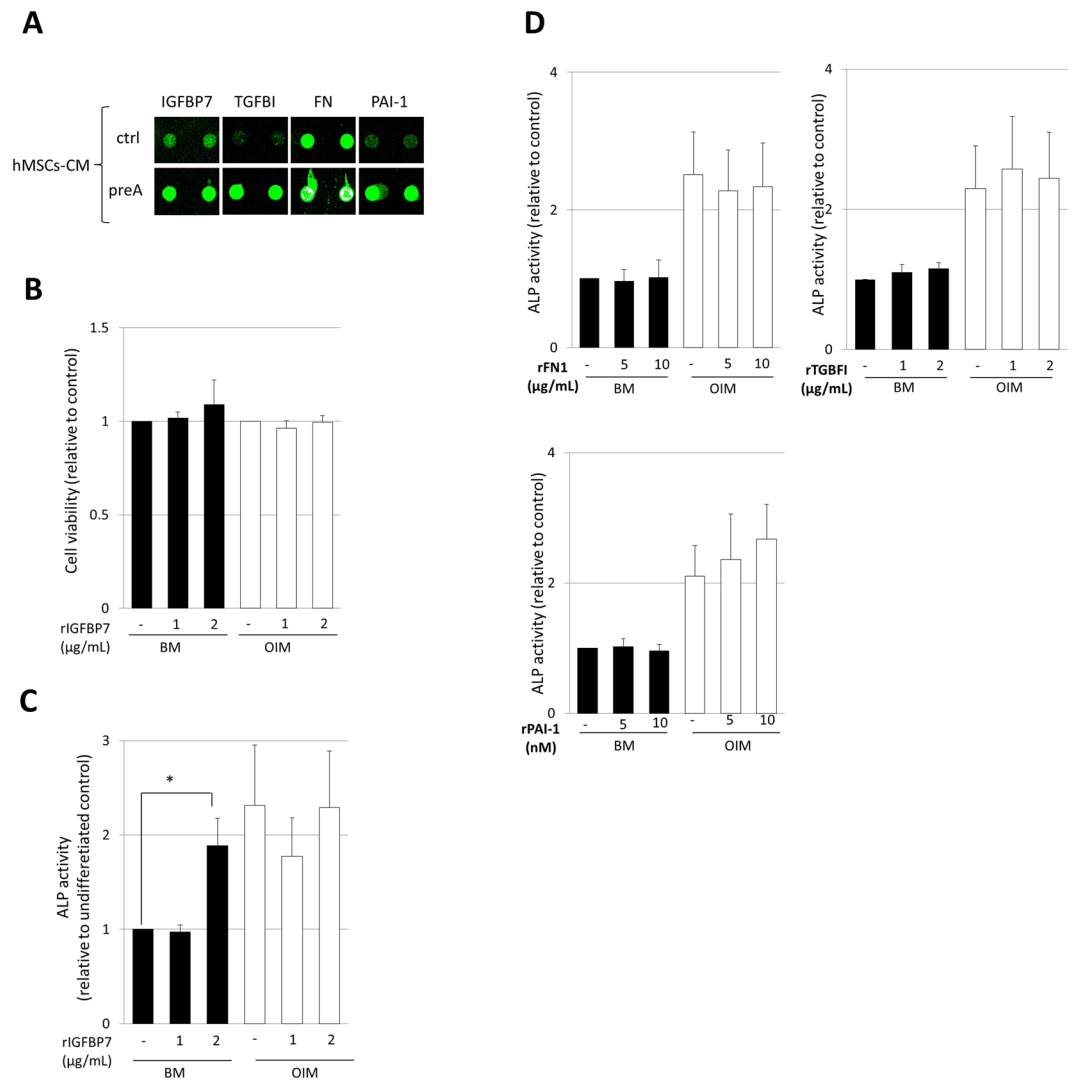 A
IGFBP7 TGFBI FN PAI-1
ctrl
hMSCs-CM
preA
B
Cell viability (relative to control)
1.5
1
0.5
0
rIGFBP7 - 1 2 - 1 2
(µg/mL) BM OIM
C
ALP activity
(relative to undifferetiated control)
3
*
2
1
0
rIGFBP7 - 1 2 - 1 2
(µg/mL) BM OIM
D
ALP activity (relative to control)
4
2
0
rFN1 - 5 10 - 5 10
(µg/mL) BM OIM
ALP activity (relative to control)
4
2
0
rTGBFI - 1 2 - 1 2
(µg/mL) BM OIM
ALP activity (relative to control)
4
2
0
rPAI-1 - 5 10 - 5 10
(nM) BM OIM